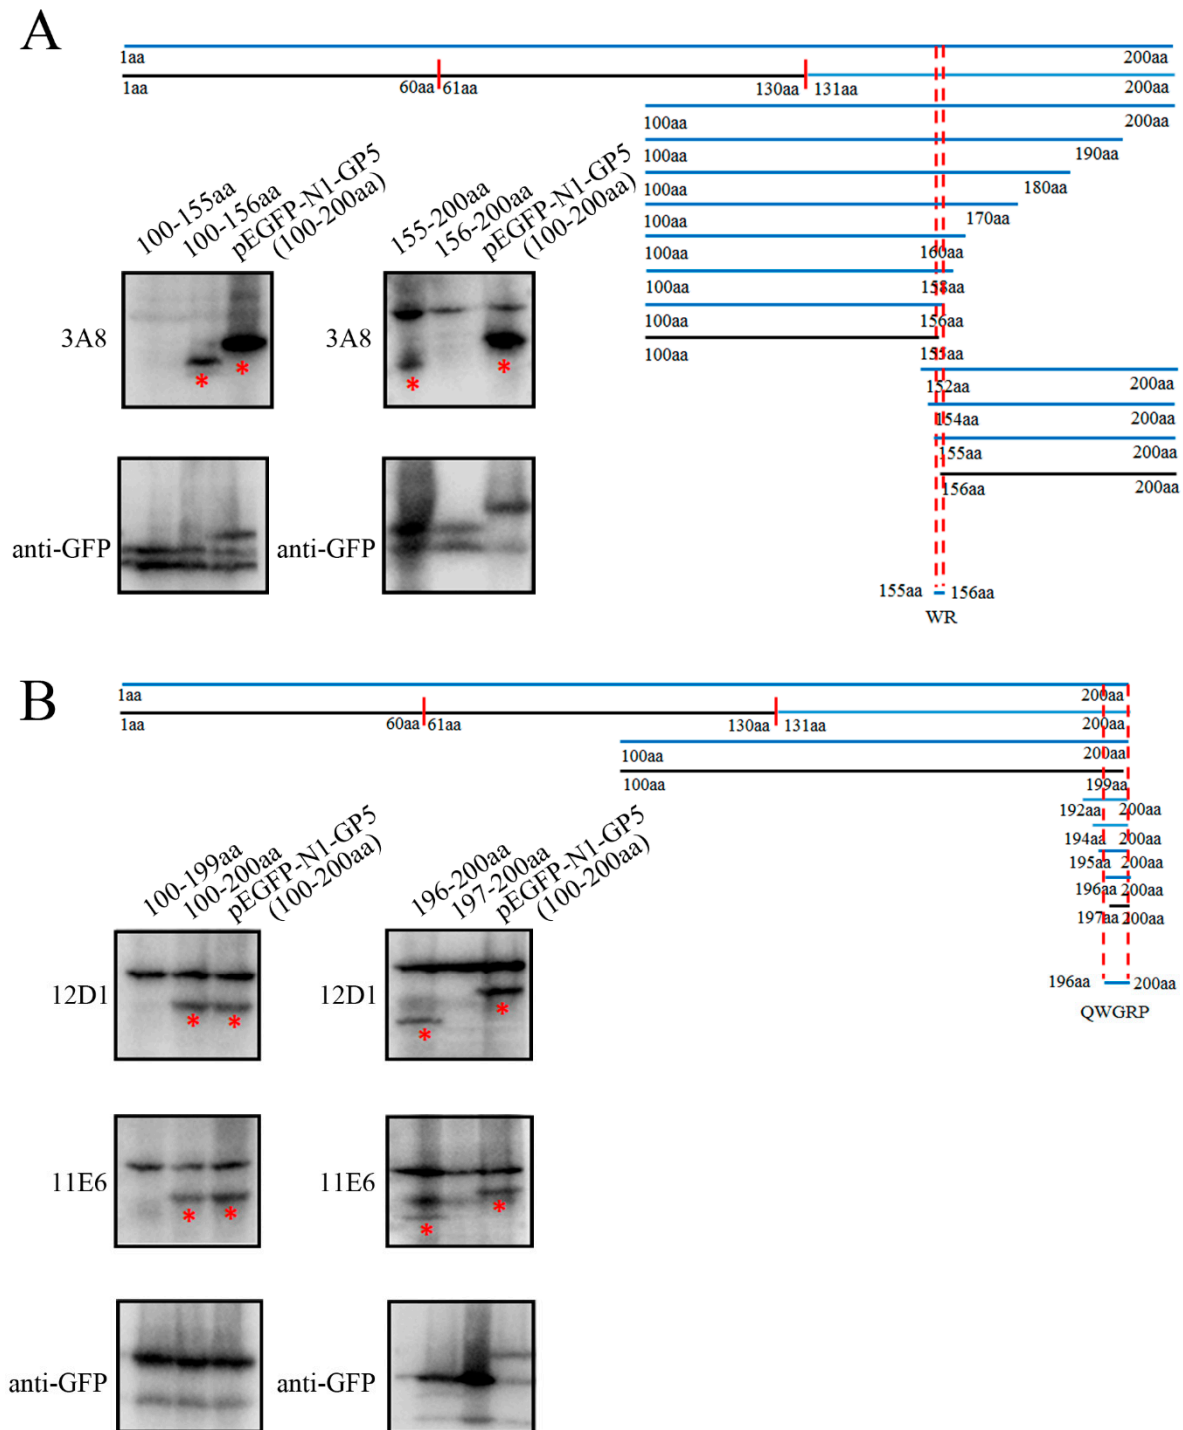 A
1aa 200aa
1aa 60aa 61aa 130aa 131aa 200aa
100aa 200aa
100aa 190aa
100aa 180aa
100aa 170aa
100aa 160aa
100aa 158aa
100aa 156aa
100aa 155aa
152aa 200aa
154aa 200aa
155aa 200aa
156aa 200aa
155aa 156aa
WR
100-155aa
100-156aa
pEGFP-N1-GP5
(100-200aa)
155-200aa
156-200aa
pEGFP-N1-GP5
(100-200aa)
3A8
*
*
3A8
*
*
anti-GFP
anti-GFP
B
1aa 200aa
1aa 60aa 61aa 130aa 131aa 200aa
100aa 200aa
100aa 199aa
192aa 200aa
194aa 200aa
195aa 200aa
196aa 200aa
197aa 200aa
196aa 200aa
QWGRP
100-199aa
100-200aa
pEGFP-N1-GP5
(100-200aa)
196-200aa
197-200aa
pEGFP-N1-GP5
(100-200aa)
12D1
*
*
12D1
*
*
11E6
*
*
11E6
*
*
anti-GFP
anti-GFP